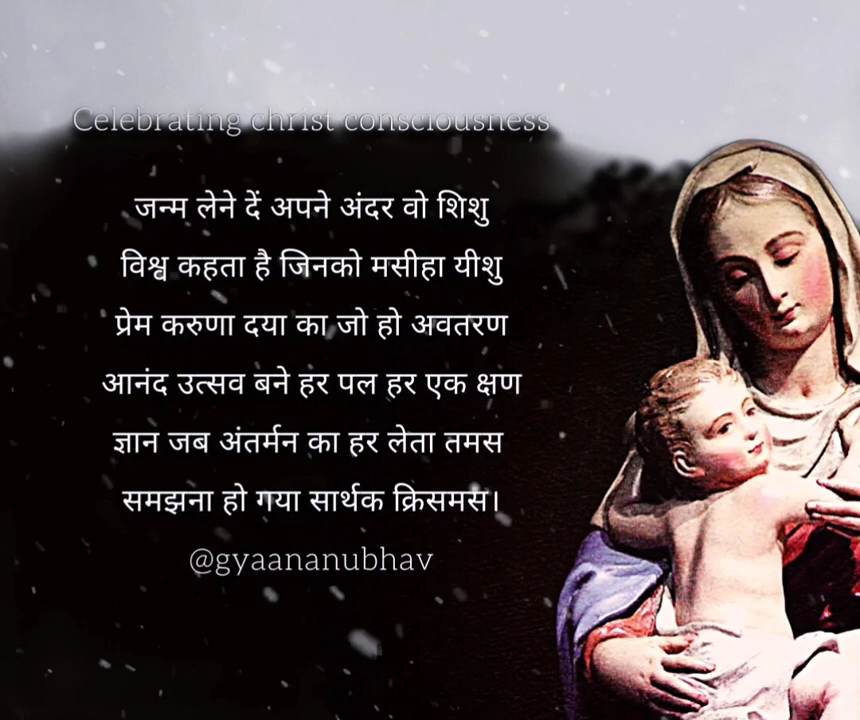 Celebrating christ consciousness
जन्म लेने दें अपने अंदर वो शिशु
विश्व कहता है जिनको मसीहा यीशु
प्रेम करुणा दया का जो हो अवतरण
आनंद उत्सव बने हर पल हर एक क्षण
ज्ञान जब अंतर्मन का हर लेता तमस
समझना हो गया सार्थक क्रिसमस।
@gyaananubhav